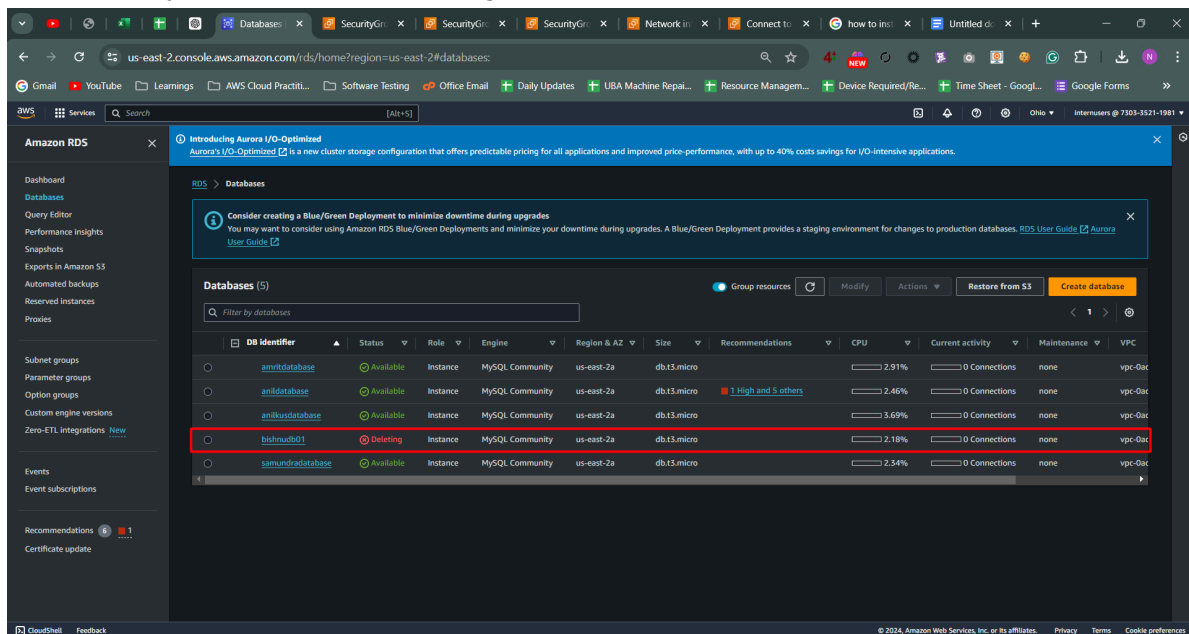 Databases |
SecurityGro
SecurityGro
SecurityGro
Network in
Connect to
how to inst
Untitled do
us-east-2.console.aws.amazon.com/rds/home?region=us-east-2#databases:
NEW
N
Gmail YouTube Learnings AWS Cloud Practiti... Software Testing Office Email Daily Updates UBA Machine Repai... Resource Managem... Device Required/Re... Time Sheet - Googl... Google Forms »
aws Services Search [Alt+S] Ohio ▼ internusers @ 7303-3521-1981 ▼
Amazon RDS
Dashboard
Databases
Query Editor
Performance insights
Snapshots
Exports in Amazon S3
Automated backups
Reserved instances
Proxies
Subnet groups
Parameter groups
Option groups
Custom engine versions
Zero-ETL integrations New
Events
Event subscriptions
Recommendations 6 1
Certificate update
Introducing Aurora I/O-Optimized
Aurora's I/O-Optimized is a new cluster storage configuration that offers predictable pricing for all applications and improved price-performance, with up to 40% costs savings for I/O-intensive applications.
RDS > Databases
Consider creating a Blue/Green Deployment to minimize downtime during upgrades
You may want to consider using Amazon RDS Blue/Green Deployments and minimize your downtime during upgrades. A Blue/Green Deployment provides a staging environment for changes to production databases. RDS User Guide Aurora
User Guide
Databases (5) Group resources Modify Actions ▼ Restore from S3 Create database
Filter by databases < 1 >
DB identifier Status Role Engine Region & AZ Size Recommendations CPU Current activity Maintenance VPC
amritdatabase Available Instance MySQL Community us-east-2a db.t3.micro 2.91% 0 Connections none vpc-0ac
anildatabase Available Instance MySQL Community us-east-2a db.t3.micro 1 High and 5 others 2.46% 0 Connections none vpc-0ac
anilkusdatabase Available Instance MySQL Community us-east-2a db.t3.micro 3.69% 0 Connections none vpc-0ac
bishnudb01 Deleting Instance MySQL Community us-east-2a db.t3.micro 2.18% 0 Connections none vpc-0ac
samundradatabase Available Instance MySQL Community us-east-2a db.t3.micro 2.34% 0 Connections none vpc-0ac
CloudShell Feedback © 2024, Amazon Web Services, Inc. or its affiliates. Privacy Terms Cookie preferences